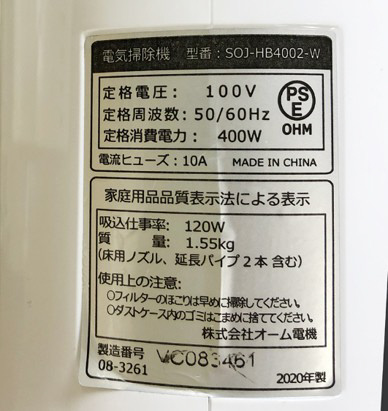 電気掃除機 型番：SOJ-HB4002-W
定格電圧： 100V
定格周波数：50/60Hz
定格消費電力： 400W
PS
E
OHM
電流ヒューズ：10A MADE IN CHINA
家庭用品品質表示法による表示
吸込仕事率： 120W
質 量： 1.55kg
(床用ノズル、延長パイプ2本 含む)
使用上の注意：
○フィルターのほこりは早めに掃除してください。
○ダストケース内のゴミはこまめに捨ててください。
株式会社オーム電機
製造番号
08-3261
2020年製